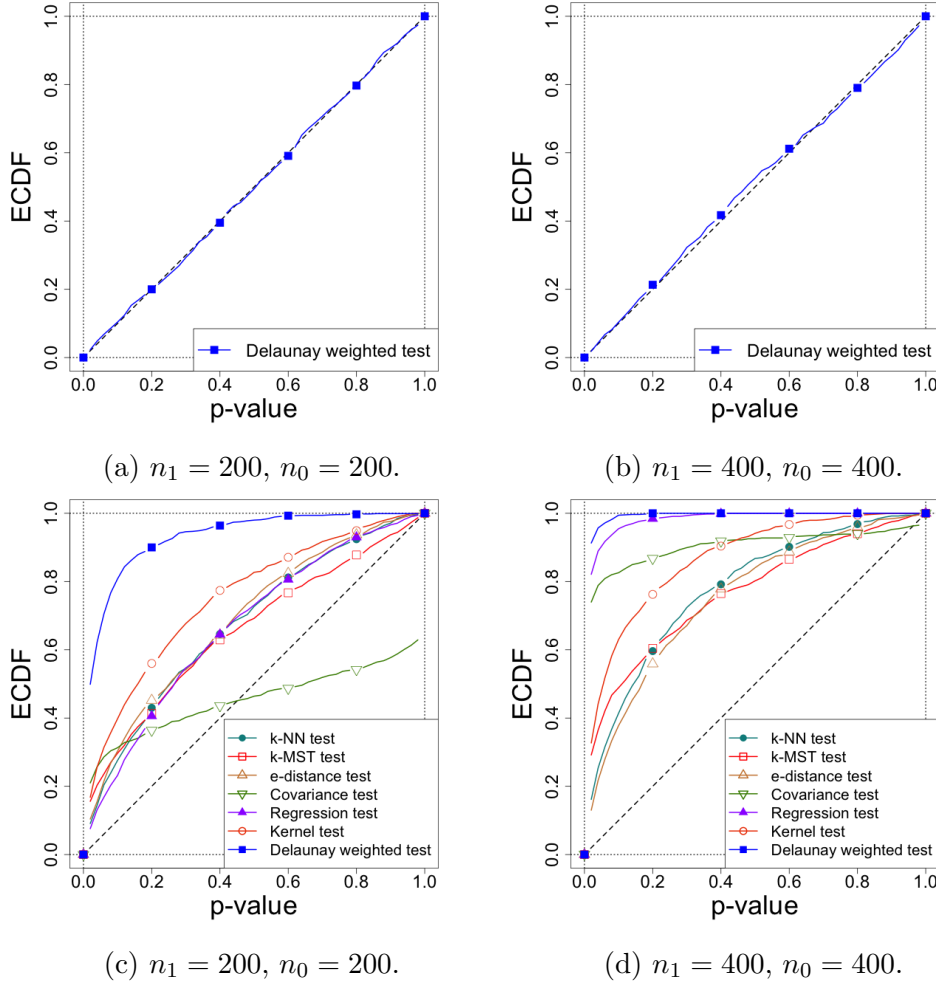 1.0
0.8
0.6
0.4
0.2
0.0
ECDF
Delaunay weighted test
0.0 0.2 0.4 0.6 0.8 1.0
p-value
(a) n₁ = 200, n₀ = 200.
1.0
0.8
0.6
0.4
0.2
0.0
ECDF
Delaunay weighted test
0.0 0.2 0.4 0.6 0.8 1.0
p-value
(b) n₁ = 400, n₀ = 400.
1.0
0.8
0.6
0.4
0.2
0.0
ECDF
k-NN test
k-MST test
e-distance test
Covariance test
Regression test
Kernel test
Delaunay weighted test
0.0 0.2 0.4 0.6 0.8 1.0
p-value
(c) n₁ = 200, n₀ = 200.
1.0
0.8
0.6
0.4
0.2
0.0
ECDF
k-NN test
k-MST test
e-distance test
Covariance test
Regression test
Kernel test
Delaunay weighted test
0.0 0.2 0.4 0.6 0.8 1.0
p-value
(d) n₁ = 400, n₀ = 400.